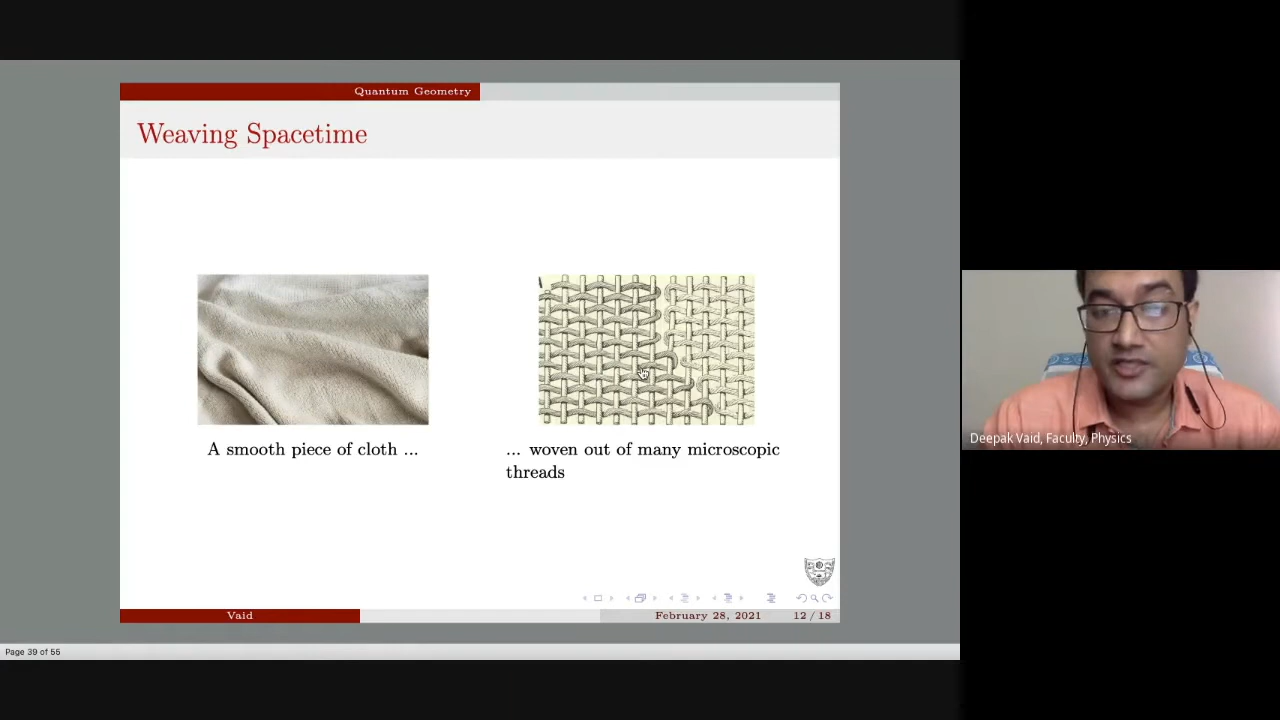 Quantum Geometry
Weaving Spacetime
A smooth piece of cloth ...
... woven out of many microscopic
threads
Deepak Vaid, Faculty, Physics
Vaid
February 28, 2021
12 / 18
Page 39 of 55